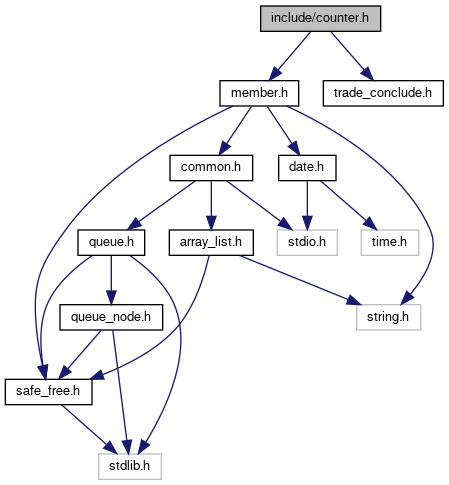 include/counter.h
member.h
trade_conclude.h
common.h
date.h
queue.h
array_list.h
stdio.h
time.h
queue_node.h
string.h
safe_free.h
stdlib.h